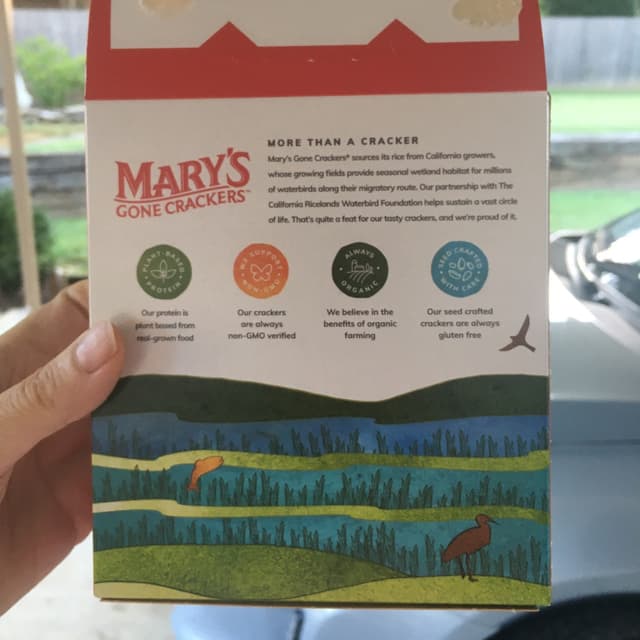 MORE THAN A CRACKER
MARY'S
GONE CRACKERS™
Mary's Gone Crackers® sources its rice from California growers,
whose growing fields provide seasonal wetland habitat for millions
of waterbirds along their migratory route. Our partnership with The
California Ricelands Waterbird Foundation helps sustain a vast circle
of life. That's quite a feat for our tasty crackers, and we're proud of it.
PLANT-BASED PROTEIN
WE SUPPORT NON GMO
ALWAYS ORGANIC
SEED CRAFTED WITH CARE
Our protein is
plant based from
real-grown food
Our crackers
are always
non-GMO verified
We believe in the
benefits of organic
farming
Our seed crafted
crackers are always
gluten free